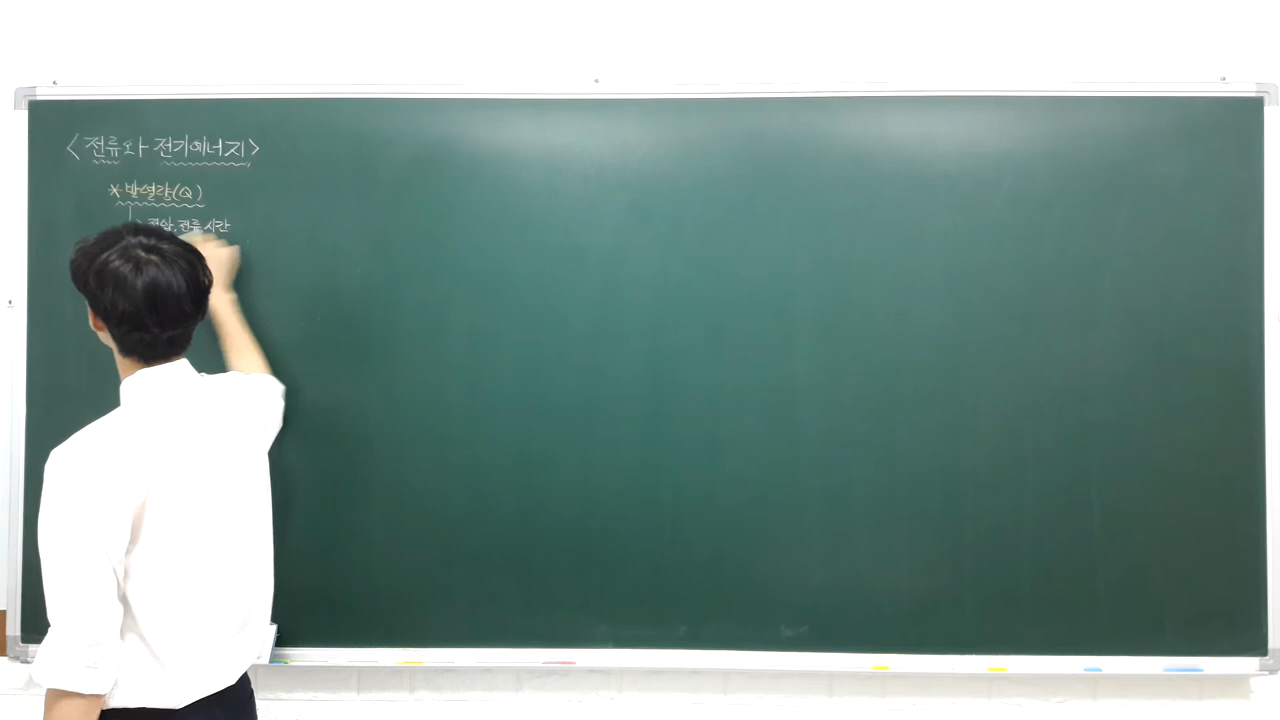 <전류와 전기에너지>
* 발열량(Q)
→ 전압, 전류, 시간